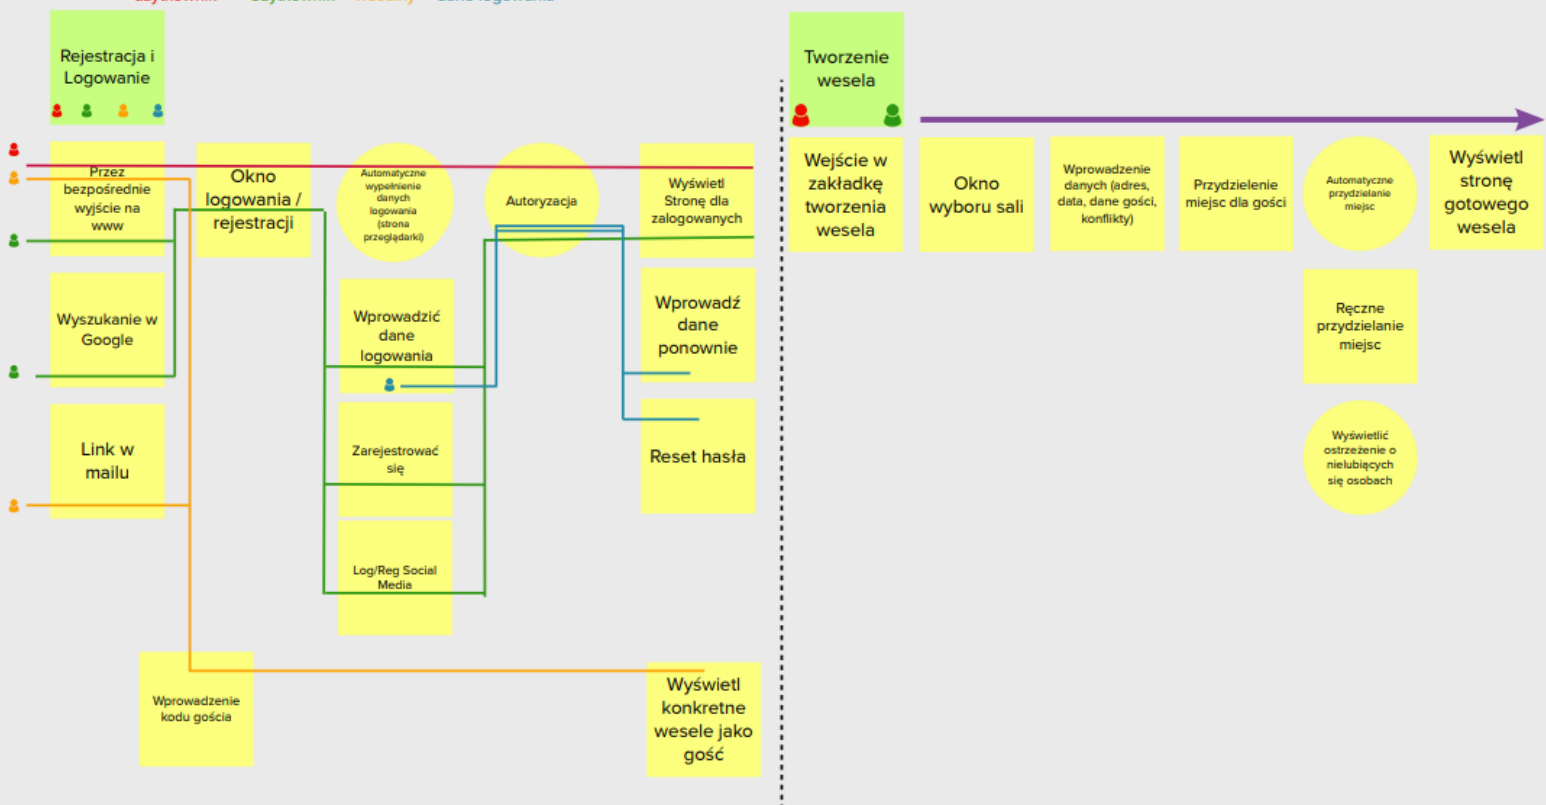 Rejestracja i
Logowanie
Przez
bezpośrednie
wyjście na
www
Okno
logowania /
rejestracji
Automatyczne
wypełnienie
danych
logowania
(strona
przeglądarki)
Autoryzacja
Wyświetl
Stronę dla
zalogowanych
Wyszukanie w
Google
Wprowadzić
dane
logowania
Wprowadź
dane
ponownie
Link w
mailu
Zarejestrować
się
Reset hasła
Log/Reg Social
Media
Wprowadzenie
kodu gościa
Wyświetl
konkretne
wesele jako
gość
Tworzenie
wesela
Wejście w
zakładkę
tworzenia
wesela
Okno
wyboru sali
Wprowadzenie
danych (adres,
data, dane gości,
konflikty)
Przydzielenie
miejsc dla gości
Automatyczne
przydzielanie
miejsc
Wyświetl
stronę
gotowego
wesela
Ręczne
przydzielanie
miejsc
Wyświetlić
ostrzeżenie o
nielubiących
się osobach